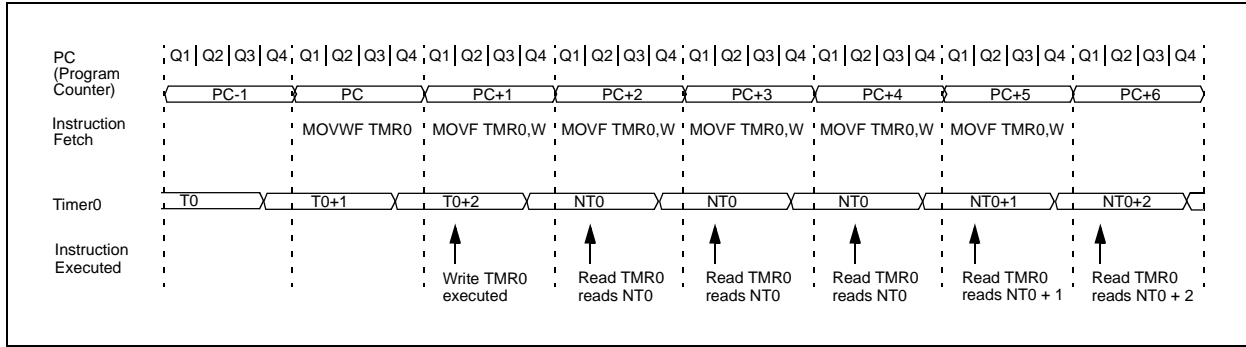 PC
(Program
Counter)
Q1 Q2 Q3 Q4 Q1 Q2 Q3 Q4 Q1 Q2 Q3 Q4 Q1 Q2 Q3 Q4 Q1 Q2 Q3 Q4 Q1 Q2 Q3 Q4 Q1 Q2 Q3 Q4 Q1 Q2 Q3 Q4
PC-1 PC PC+1 PC+2 PC+3 PC+4 PC+5 PC+6
Instruction
Fetch
MOVWF TMR0 MOVF TMR0,W MOVF TMR0,W MOVF TMR0,W MOVF TMR0,W MOVF TMR0,W
Timer0
T0 T0+1 T0+2 NT0 NT0 NT0 NT0+1 NT0+2
Instruction
Executed
Write TMR0
executed
Read TMR0
reads NT0
Read TMR0
reads NT0
Read TMR0
reads NT0
Read TMR0
reads NT0 + 1
Read TMR0
reads NT0 + 2